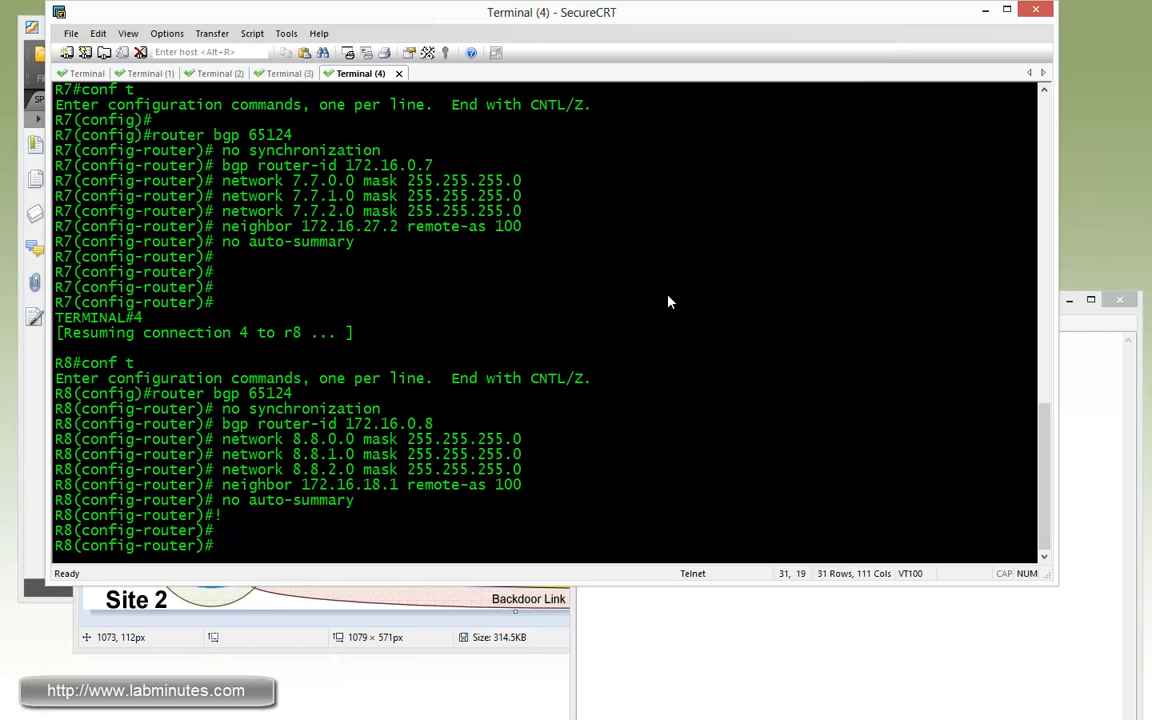 Terminal (4) - SecureCRT
File Edit View Options Transfer Script Tools Help
Enter host <Alt+R>
Terminal Terminal (1) Terminal (2) Terminal (3) Terminal (4)
R7#conf t
Enter configuration commands, one per line.  End with CNTL/Z.
R7(config)#
R7(config)#router bgp 65124
R7(config-router)# no synchronization
R7(config-router)# bgp router-id 172.16.0.7
R7(config-router)# network 7.7.0.0 mask 255.255.255.0
R7(config-router)# network 7.7.1.0 mask 255.255.255.0
R7(config-router)# network 7.7.2.0 mask 255.255.255.0
R7(config-router)# neighbor 172.16.27.2 remote-as 100
R7(config-router)# no auto-summary
R7(config-router)#
R7(config-router)#
R7(config-router)#
R7(config-router)#
TERMINAL#4
[Resuming connection 4 to r8 ... ]
R8#conf t
Enter configuration commands, one per line.  End with CNTL/Z.
R8(config)#router bgp 65124
R8(config-router)# no synchronization
R8(config-router)# bgp router-id 172.16.0.8
R8(config-router)# network 8.8.0.0 mask 255.255.255.0
R8(config-router)# network 8.8.1.0 mask 255.255.255.0
R8(config-router)# network 8.8.2.0 mask 255.255.255.0
R8(config-router)# neighbor 172.16.18.1 remote-as 100
R8(config-router)# no auto-summary
R8(config-router)#!
R8(config-router)#
R8(config-router)#
Ready Telnet 31, 19 31 Rows, 111 Cols VT100 CAP NUM
Site 2 Backdoor Link
1073, 112px 1079 × 571px Size: 314.5KB
http://www.labminutes.com